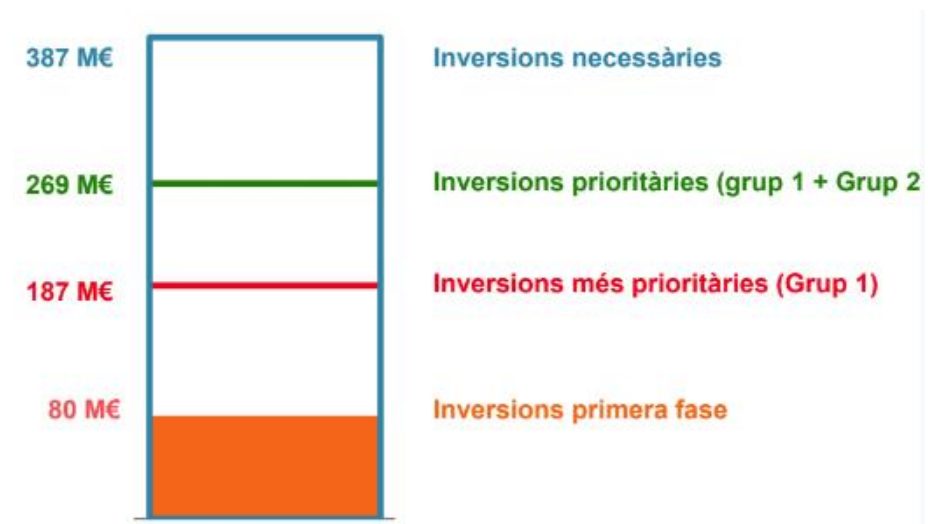 387 M€ Inversions necessàries
269 M€ Inversions prioritàries (grup 1 + Grup 2
187 M€ Inversions més prioritàries (Grup 1)
80 M€ Inversions primera fase